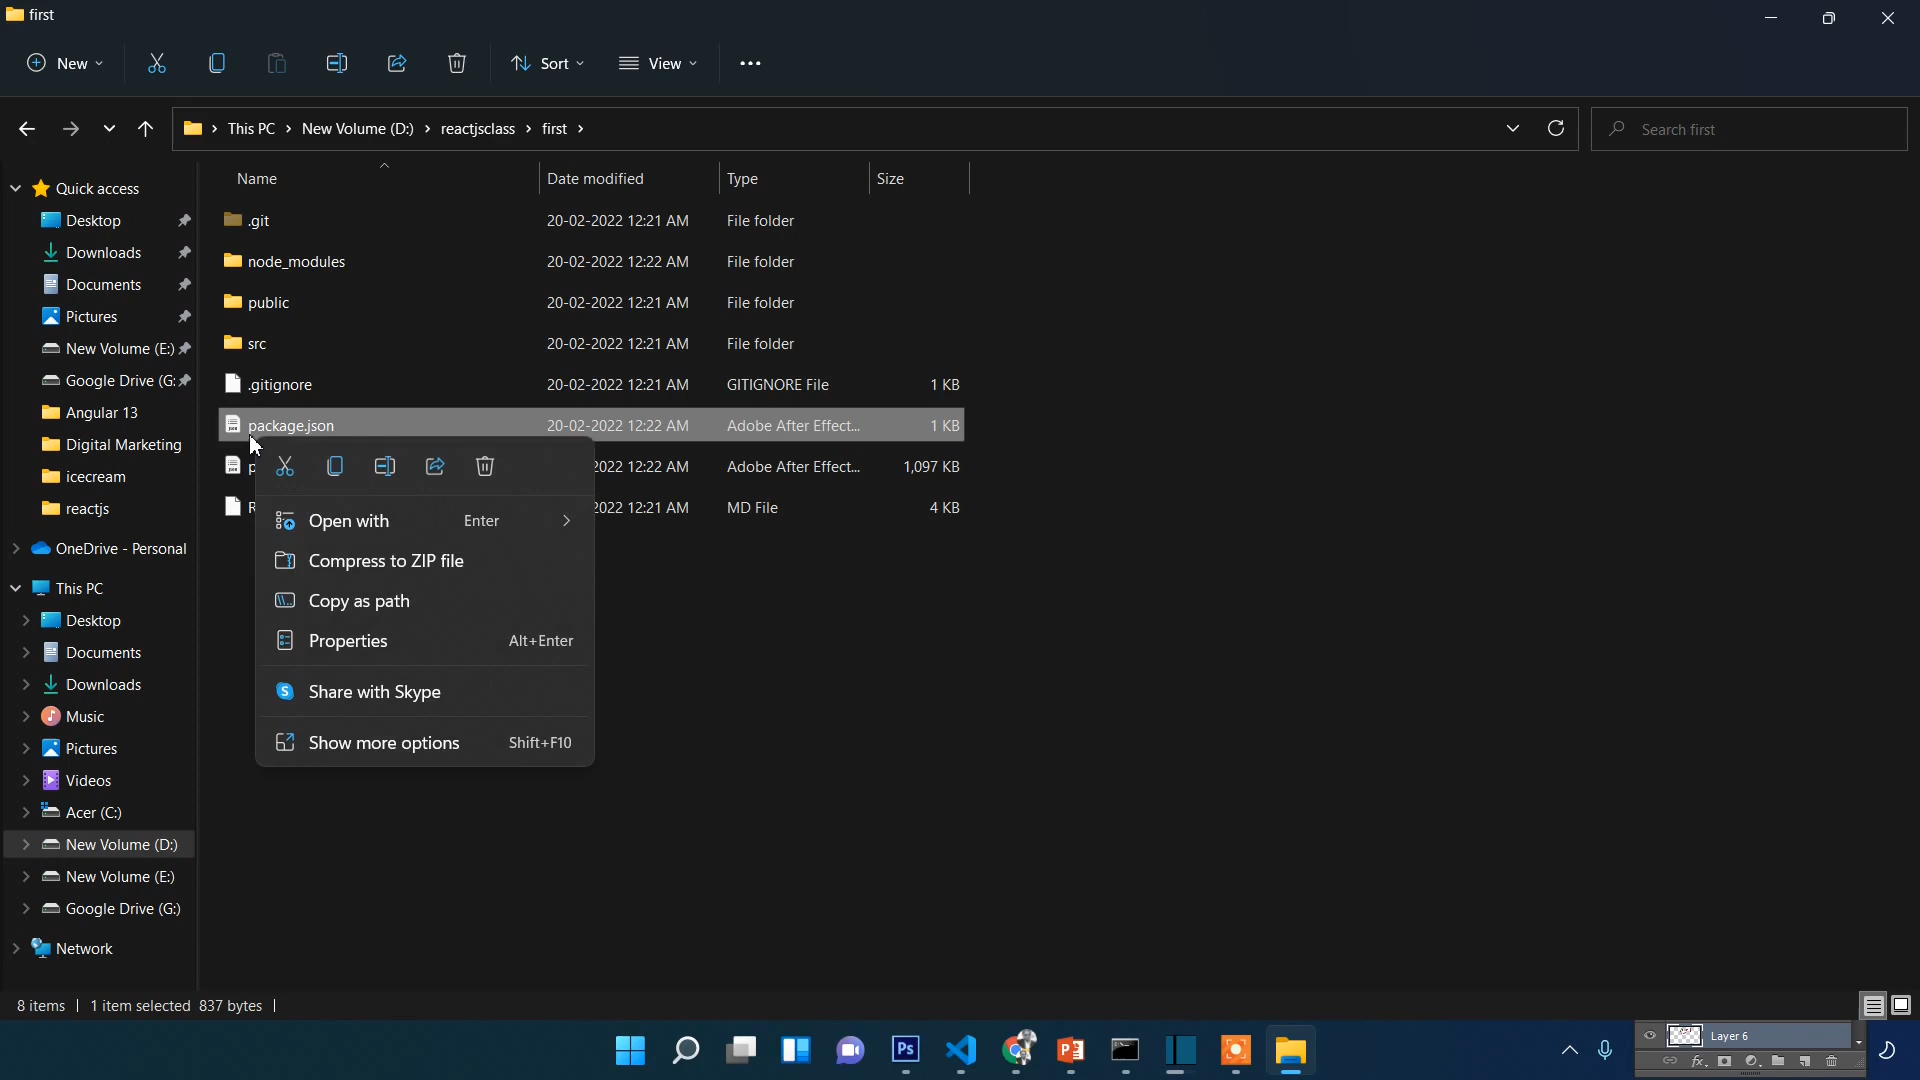 first
New
Sort
View
This PC
New Volume (D:)
reactjsclass
first
Search first
Name
Date modified
Type
Size
Quick access
Desktop
Downloads
Documents
Pictures
New Volume (E:)
Google Drive (G:
Angular 13
Digital Marketing
icecream
reactjs
OneDrive - Personal
This PC
Desktop
Documents
Downloads
Music
Pictures
Videos
Acer (C:)
New Volume (D:)
New Volume (E:)
Google Drive (G:)
Network
.git 20-02-2022 12:21 AM File folder
node_modules 20-02-2022 12:22 AM File folder
public 20-02-2022 12:21 AM File folder
src 20-02-2022 12:21 AM File folder
.gitignore 20-02-2022 12:21 AM GITIGNORE File 1 KB
package.json 20-02-2022 12:22 AM Adobe After Effect... 1 KB
2022 12:22 AM Adobe After Effect... 1,097 KB
2022 12:21 AM MD File 4 KB
Open with Enter
Compress to ZIP file
Copy as path
Properties Alt+Enter
Share with Skype
Show more options Shift+F10
8 items
1 item selected 837 bytes
Ps
Layer 6
fx